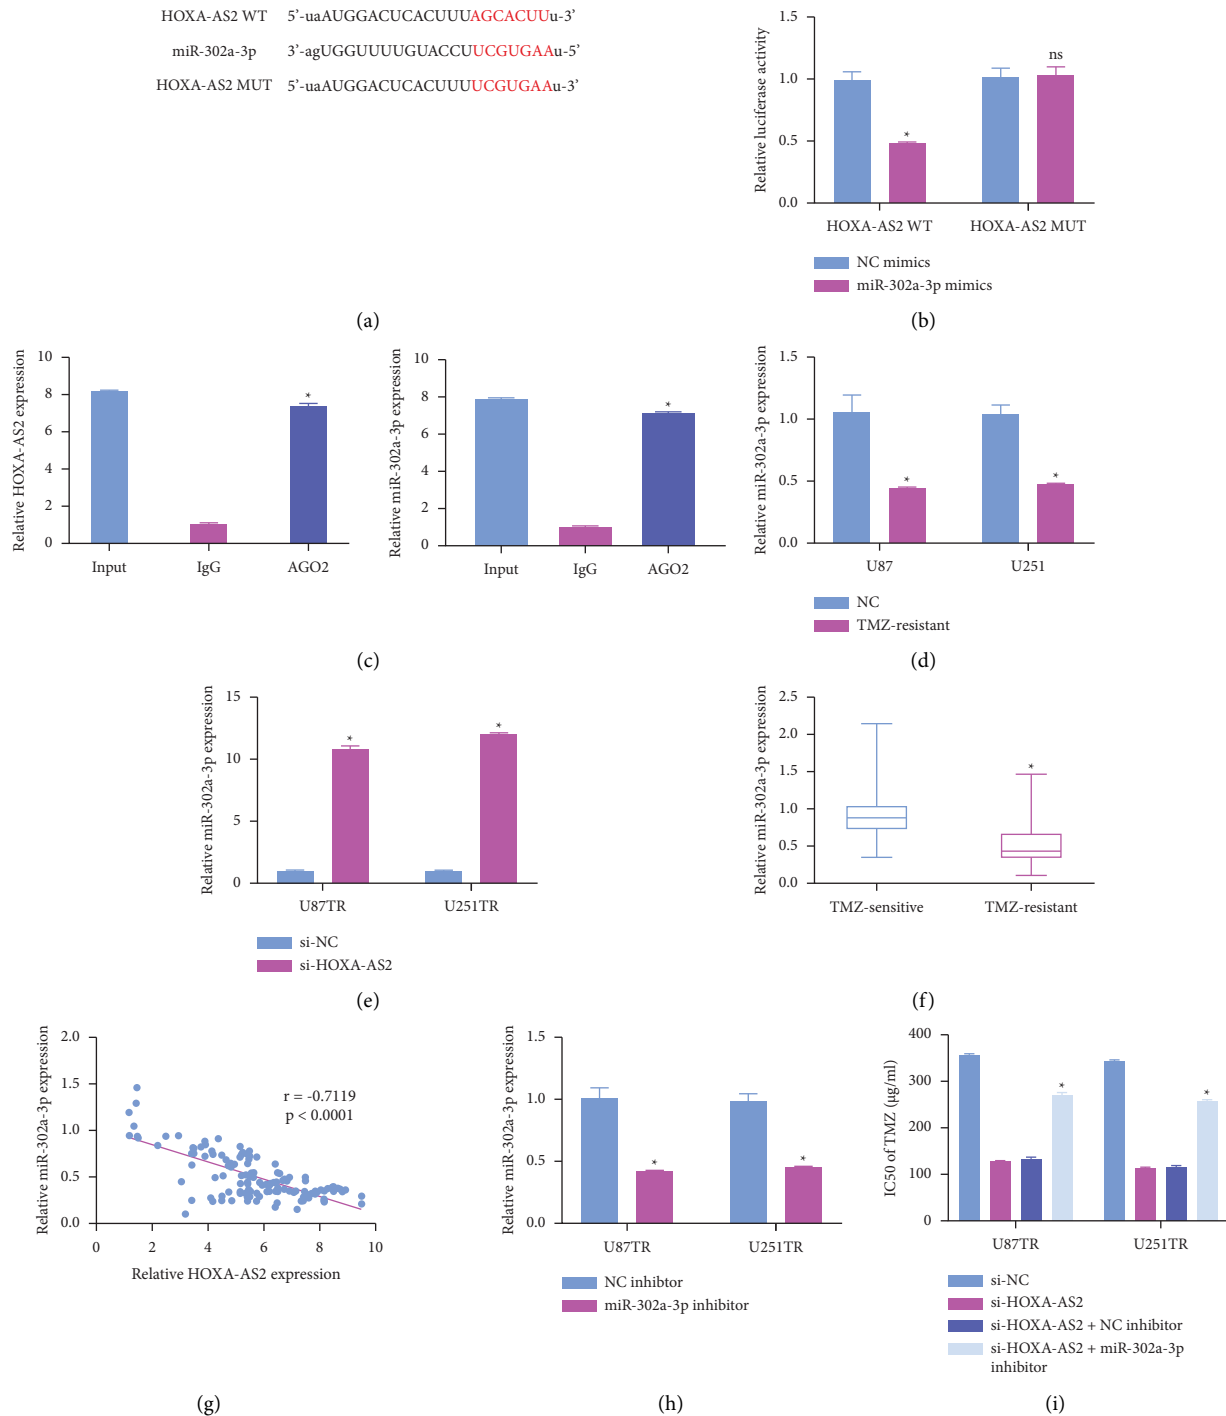 HOXA-AS2 WT 5’-uaAUGGACUCACUUUAGCACUUu-3’
miR-302a-3p 3’-agUGGUUUUGUACCUUCGUGAAu-5’
HOXA-AS2 MUT 5’-uaAUGGACUCACUUUUCGUGAAu-3’
(a)
Relative luciferase activity
1.5
1.0
0.5
0.0
*
ns
HOXA-AS2 WT HOXA-AS2 MUT
NC mimics
miR-302a-3p mimics
(b)
Relative HOXA-AS2 expression
10
8
6
4
2
0
*
Input IgG AGO2
Relative miR-302a-3p expression
10
8
6
4
2
0
*
Input IgG AGO2
(c)
Relative miR-302a-3p expression
1.5
1.0
0.5
0.0
* *
U87 U251
NC
TMZ-resistant
(d)
Relative miR-302a-3p expression
15
10
5
0
* *
U87TR U251TR
si-NC
si-HOXA-AS2
(e)
Relative miR-302a-3p expression
2.5
2.0
1.5
1.0
0.5
0.0
*
TMZ-sensitive TMZ-resistant
(f)
Relative miR-302a-3p expression
2.0
1.5
1.0
0.5
0.0
r = -0.7119
p < 0.0001
0 2 4 6 8 10
Relative HOXA-AS2 expression
(g)
Relative miR-302a-3p expression
1.5
1.0
0.5
0.0
* *
U87TR U251TR
NC inhibtor
miR-302a-3p inhibitor
(h)
IC50 of TMZ (μg/ml)
400
300
200
100
0
* *
U87TR U251TR
si-NC
si-HOXA-AS2
si-HOXA-AS2 + NC inhibitor
si-HOXA-AS2 + miR-302a-3p
inhibitor
(i)